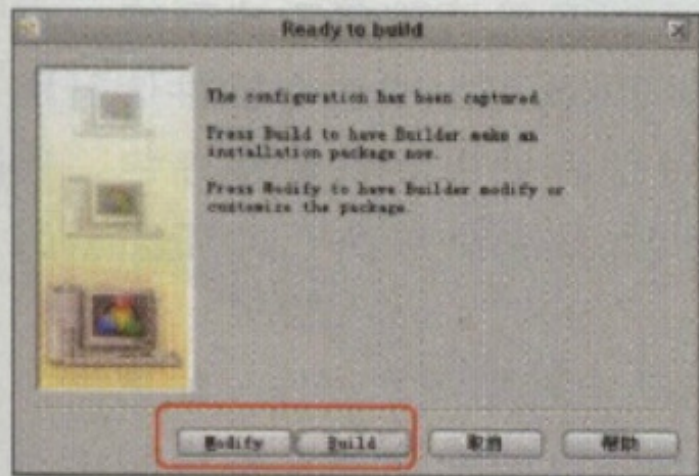 Ready to build
The configuration has been captured
Press Build to have Builder make an
installation package now.
Press Modify to have Builder modify or
customize the package.
Modify
Build
取消
帮助